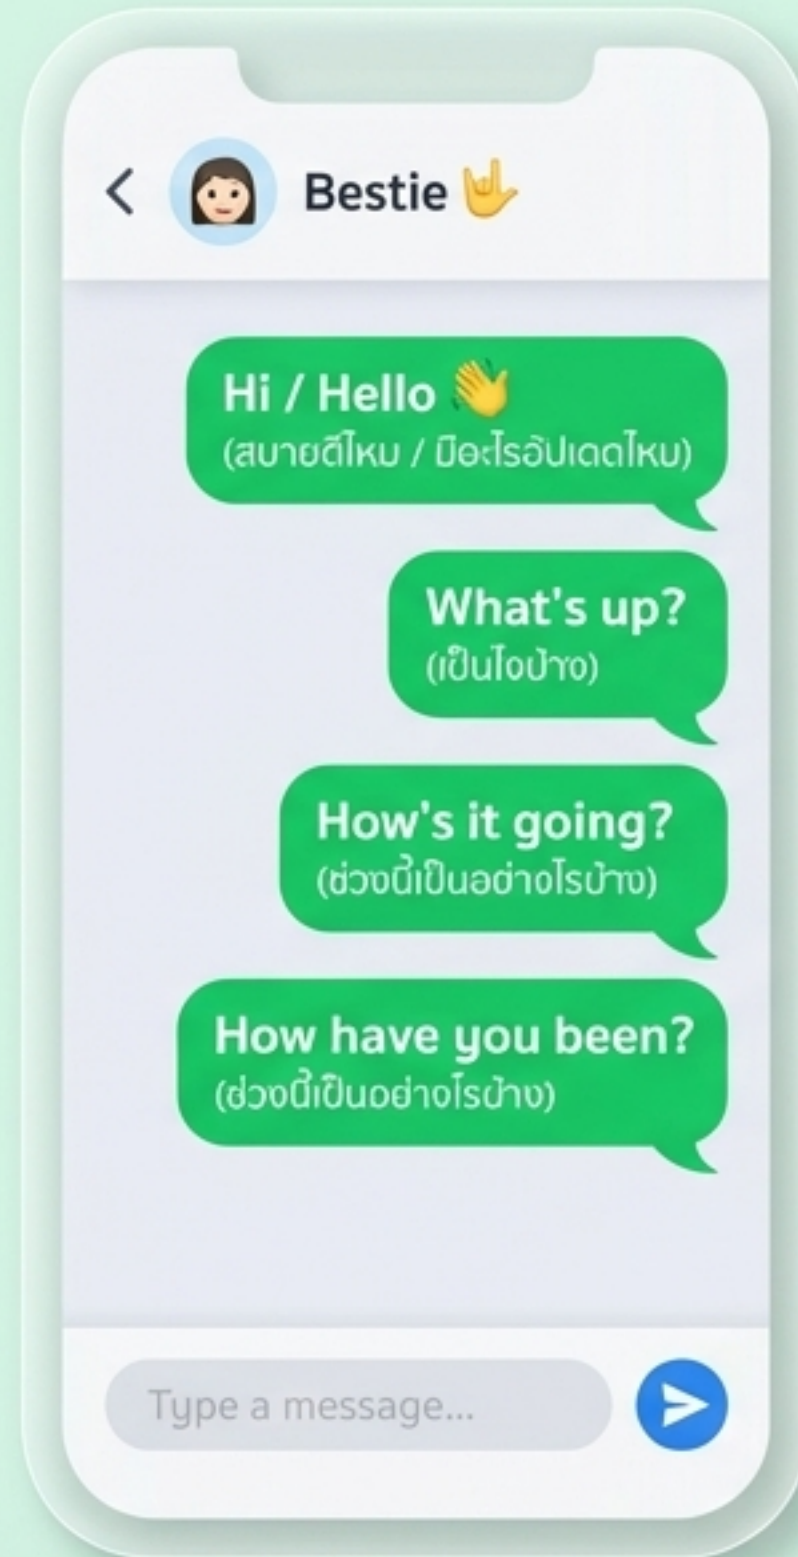 Bestie 🤟
Hi / Hello 👋
(สบายดีไหม / มีอะไรอัปเดตไหม)
What's up?
(เป็นไงบ้าง)
How's it going?
(ช่วงนี้เป็นอย่างไรบ้าง)
How have you been?
(ช่วงนี้เป็นอย่างไรบ้าง)
Type a message...